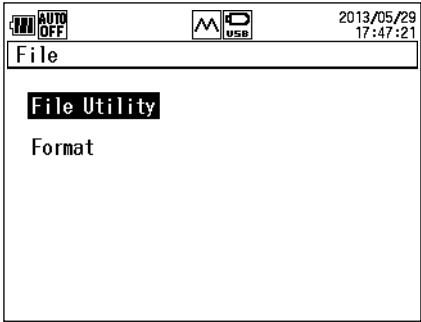 AUTO
OFF
USB
2013/05/29
17:47:21
File
File Utility
Format